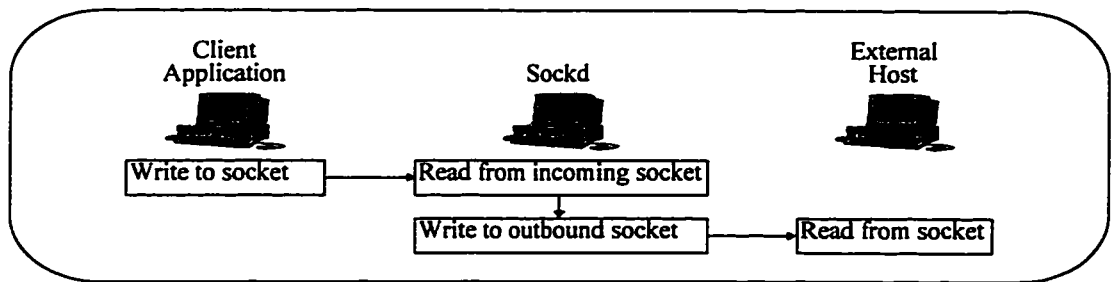 Client
Application
Sockd
External
Host
Write to socket
Read from incoming socket
Write to outbound socket
Read from socket